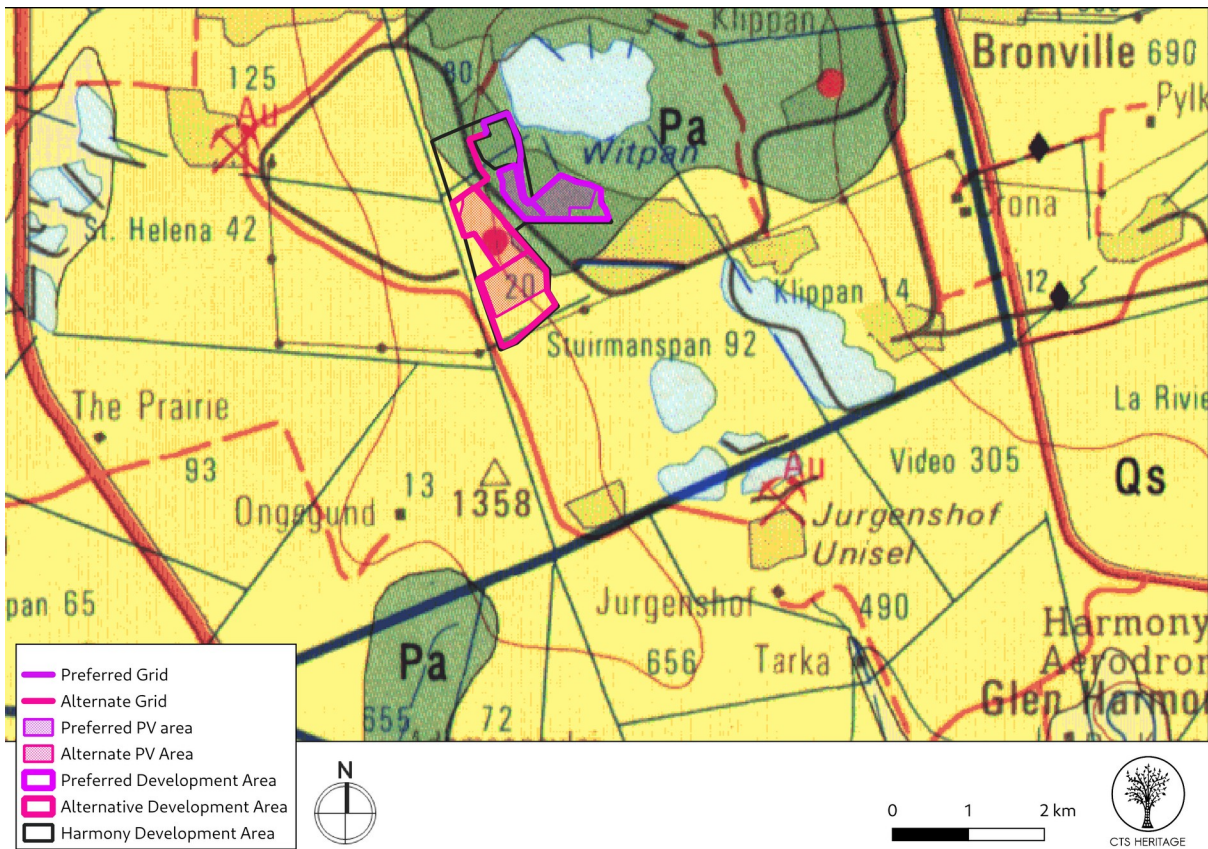 Klippan
125
80
Bronville 690
Au
Pa
Pylk
Witpan
St. Helena 42
12
20
Klippan 14
Stuirmanspan 92
The Prairie
La Rivie
93
13
Au
Video 305
1358
Qs
Ongegund
Jurgenshof
Unisel
pan 65
Jurgenshof
490
Harmony
Pa
656
Tarka
Aerodrom
Glen Harmon
655
72
Preferred Grid
Alternate Grid
Preferred PV area
Alternate PV Area
Preferred Development Area
Alternative Development Area
Harmony Development Area
N
0 1 2 km
CTS HERITAGE